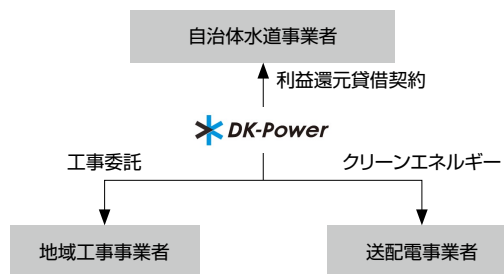 自治体水道事業者
利益還元貸借契約
DK-Power
工事委託
クリーンエネルギー
地域工事事業者
送配電事業者